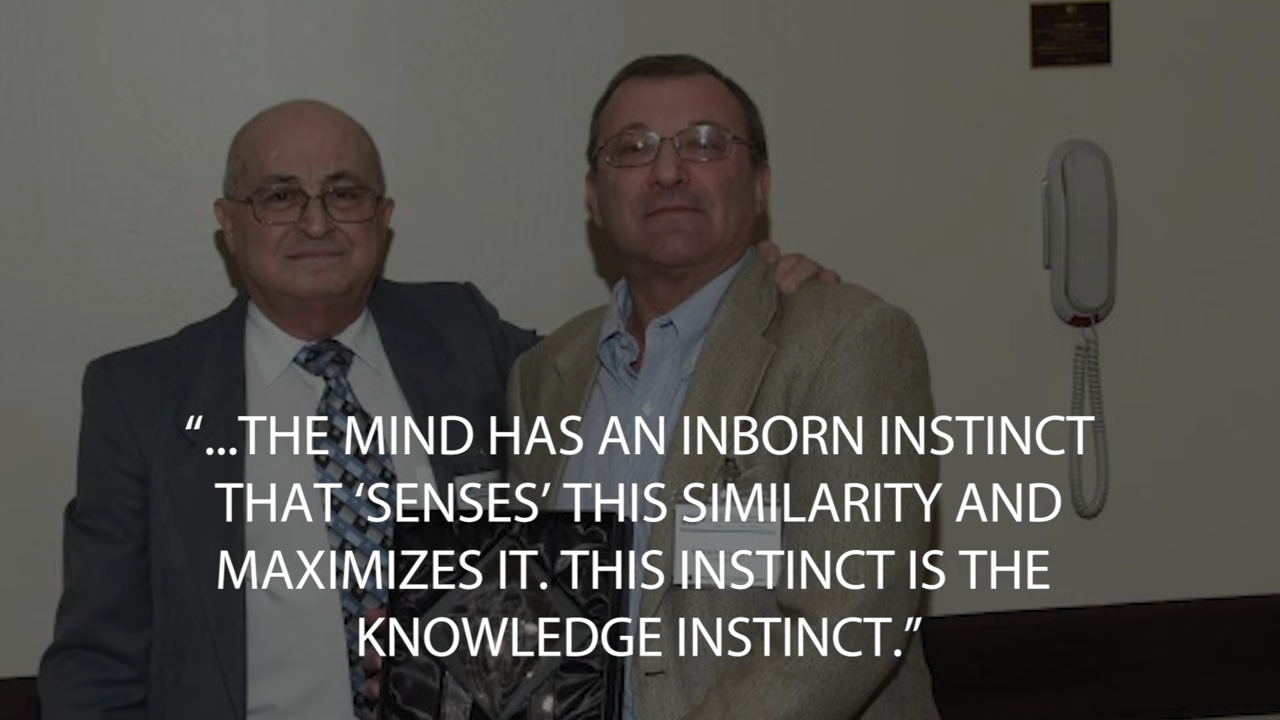 “...THE MIND HAS AN INBORN INSTINCT
THAT ‘SENSES’ THIS SIMILARITY AND
MAXIMIZES IT. THIS INSTINCT IS THE
KNOWLEDGE INSTINCT.”